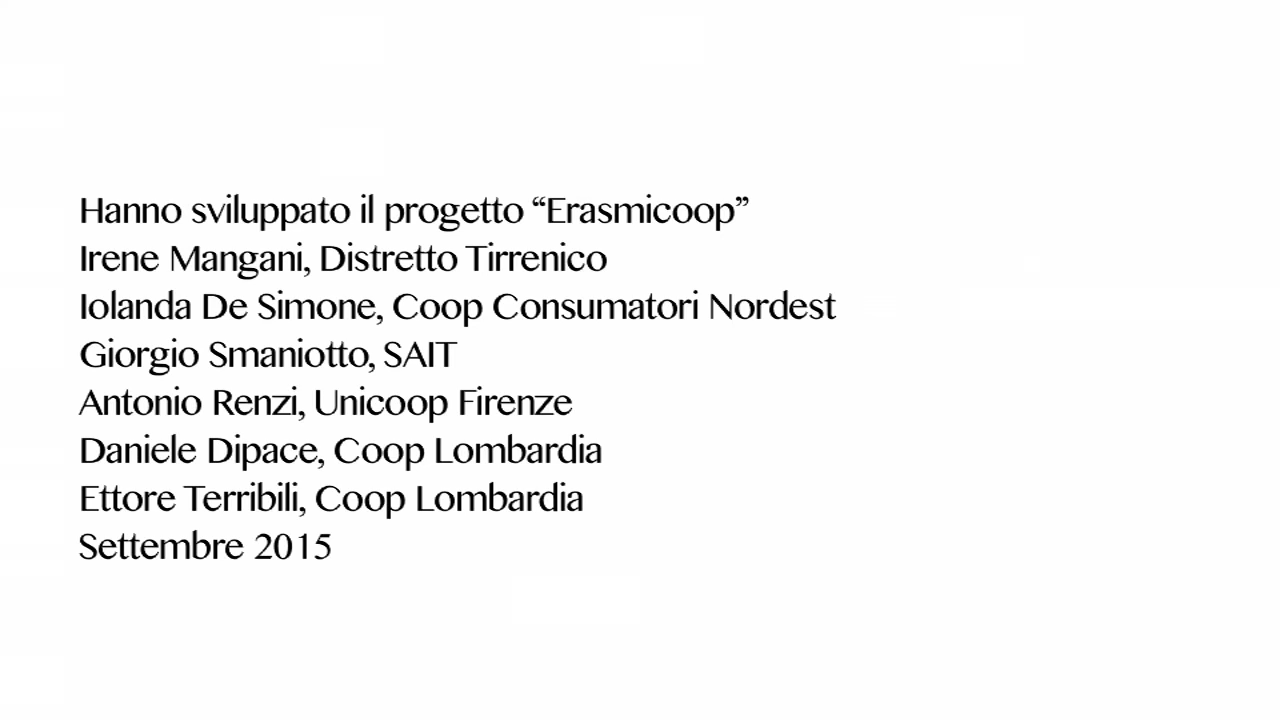 Hanno sviluppato il progetto “Erasmicoop”
Irene Mangani, Distretto Tirrenico
Iolanda De Simone, Coop Consumatori Nordest
Giorgio Smaniotto, SAIT
Antonio Renzi, Unicoop Firenze
Daniele Dipace, Coop Lombardia
Ettore Terribili, Coop Lombardia
Settembre 2015